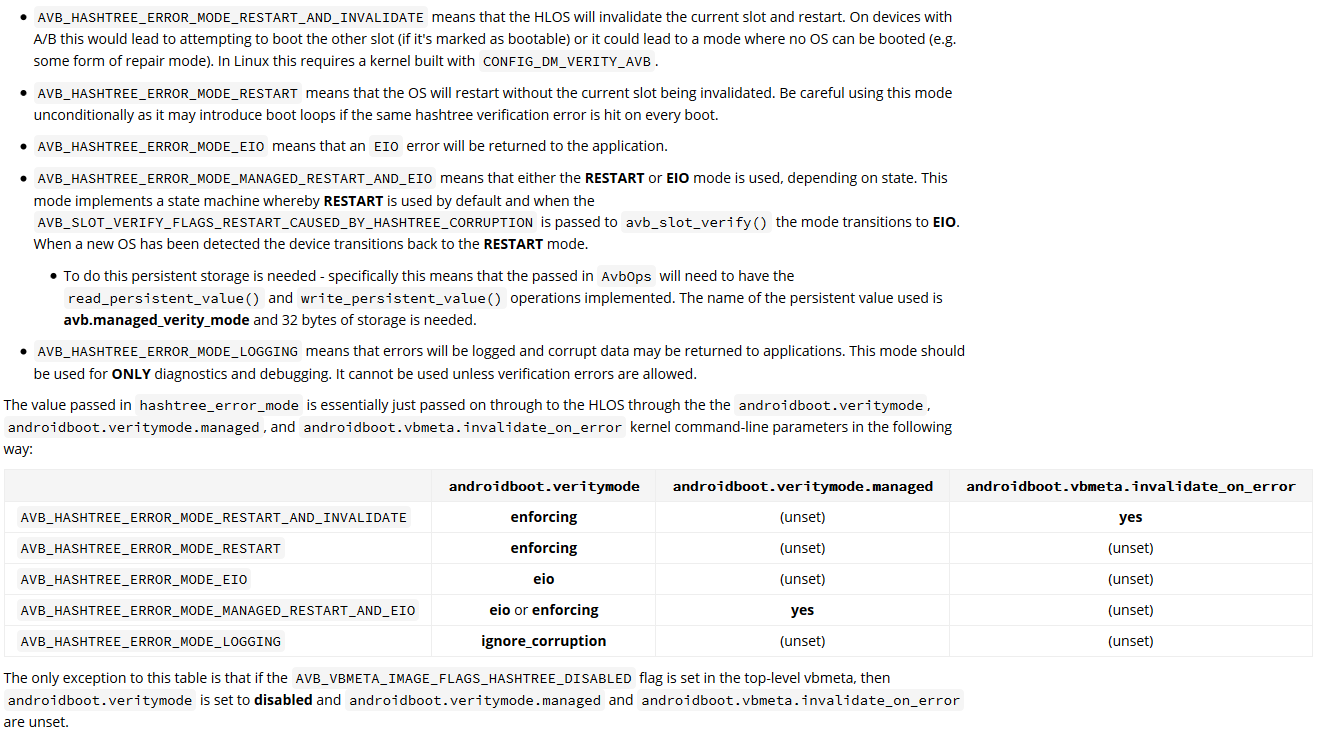 • AVB_HASHTREE_ERROR_MODE_RESTART_AND_INVALIDATE means that the HLOS will invalidate the current slot and restart. On devices with
A/B this would lead to attempting to boot the other slot (if it's marked as bootable) or it could lead to a mode where no OS can be booted (e.g.
some form of repair mode). In Linux this requires a kernel built with CONFIG_DM_VERITY_AVB.
• AVB_HASHTREE_ERROR_MODE_RESTART means that the OS will restart without the current slot being invalidated. Be careful using this mode
unconditionally as it may introduce boot loops if the same hashtree verification error is hit on every boot.
• AVB_HASHTREE_ERROR_MODE_EIO means that an EIO error will be returned to the application.
• AVB_HASHTREE_ERROR_MODE_MANAGED_RESTART_AND_EIO means that either the RESTART or EIO mode is used, depending on state. This
mode implements a state machine whereby RESTART is used by default and when the
AVB_SLOT_VERIFY_FLAGS_RESTART_CAUSED_BY_HASHTREE_CORRUPTION is passed to avb_slot_verify() the mode transitions to EIO.
When a new OS has been detected the device transitions back to the RESTART mode.
• To do this persistent storage is needed - specifically this means that the passed in AvbOps will need to have the
read_persistent_value() and write_persistent_value() operations implemented. The name of the persistent value used is
avb.managed_verity_mode and 32 bytes of storage is needed.
• AVB_HASHTREE_ERROR_MODE_LOGGING means that errors will be logged and corrupt data may be returned to applications. This mode should
be used for ONLY diagnostics and debugging. It cannot be used unless verification errors are allowed.
The value passed in hashtree_error_mode is essentially just passed on through to the HLOS through the the androidboot.veritymode,
androidboot.veritymode.managed, and androidboot.vbmeta.invalidate_on_error kernel command-line parameters in the following
way:
androidboot.veritymode androidboot.veritymode.managed androidboot.vbmeta.invalidate_on_error
AVB_HASHTREE_ERROR_MODE_RESTART_AND_INVALIDATE enforcing (unset) yes
AVB_HASHTREE_ERROR_MODE_RESTART enforcing (unset) (unset)
AVB_HASHTREE_ERROR_MODE_EIO eio (unset) (unset)
AVB_HASHTREE_ERROR_MODE_MANAGED_RESTART_AND_EIO eio or enforcing yes (unset)
AVB_HASHTREE_ERROR_MODE_LOGGING ignore_corruption (unset) (unset)
The only exception to this table is that if the AVB_VBMETA_IMAGE_FLAGS_HASHTREE_DISABLED flag is set in the top-level vbmeta, then
androidboot.veritymode is set to disabled and androidboot.veritymode.managed and androidboot.vbmeta.invalidate_on_error
are unset.